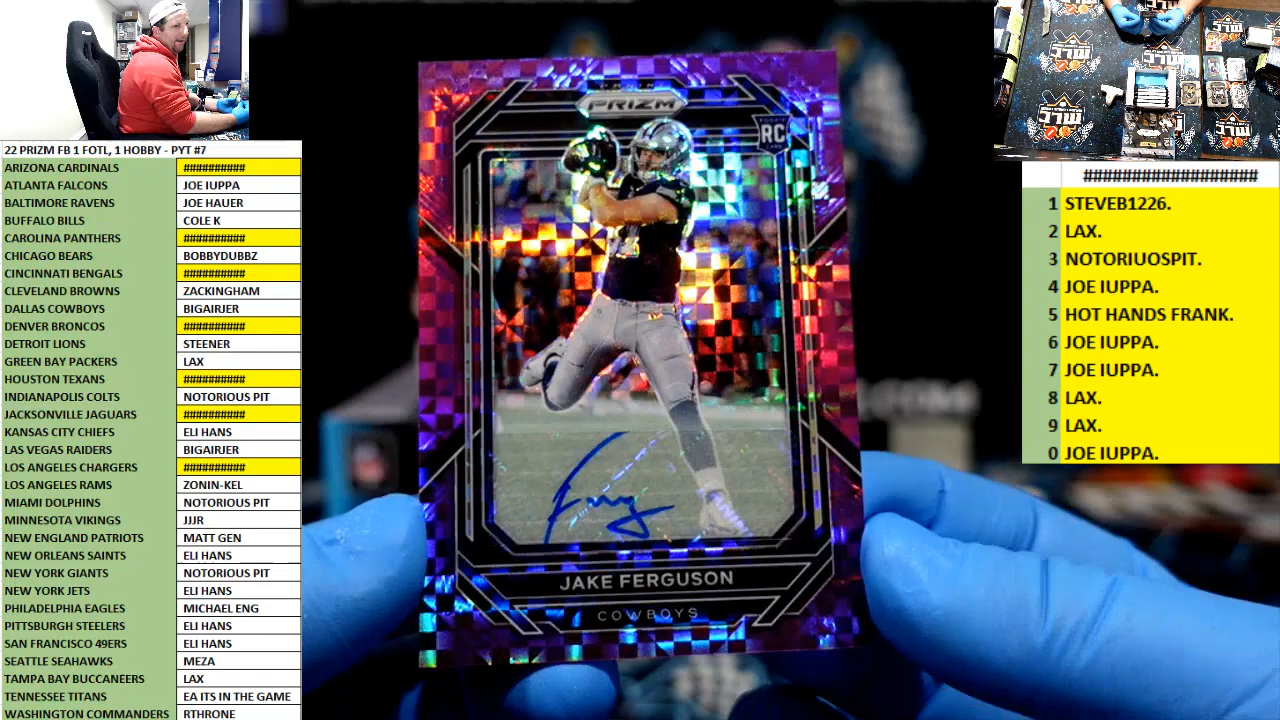 22 PRIZM FB 1 FOTL, 1 HOBBY - PYT #7
ARIZONA CARDINALS ##########
ATLANTA FALCONS JOE IUPPA
BALTIMORE RAVENS JOE HAUER
BUFFALO BILLS COLE K
CAROLINA PANTHERS ##########
CHICAGO BEARS BOBBYDUBBZ
CINCINNATI BENGALS ##########
CLEVELAND BROWNS ZACKINGHAM
DALLAS COWBOYS BIGAIRJER
DENVER BRONCOS ##########
DETROIT LIONS STEENER
GREEN BAY PACKERS LAX
HOUSTON TEXANS ##########
INDIANAPOLIS COLTS NOTORIOUS PIT
JACKSONVILLE JAGUARS ##########
KANSAS CITY CHIEFS ELI HANS
LAS VEGAS RAIDERS BIGAIRJER
LOS ANGELES CHARGERS ##########
LOS ANGELES RAMS ZONIN-KEL
MIAMI DOLPHINS NOTORIOUS PIT
MINNESOTA VIKINGS JJJR
NEW ENGLAND PATRIOTS MATT GEN
NEW ORLEANS SAINTS ELI HANS
NEW YORK GIANTS NOTORIOUS PIT
NEW YORK JETS ELI HANS
PHILADELPHIA EAGLES MICHAEL ENG
PITTSBURGH STEELERS ELI HANS
SAN FRANCISCO 49ERS ELI HANS
SEATTLE SEAHAWKS MEZA
TAMPA BAY BUCCANEERS LAX
TENNESSEE TITANS EA ITS IN THE GAME
WASHINGTON COMMANDERS RTHRONE
PRIZM
RC
JAKE FERGUSON
COWBOYS
##################
1 STEVEB1226.
2 LAX.
3 NOTORIUOSPIT.
4 JOE IUPPA.
5 HOT HANDS FRANK.
6 JOE IUPPA.
7 JOE IUPPA.
8 LAX.
9 LAX.
0 JOE IUPPA.